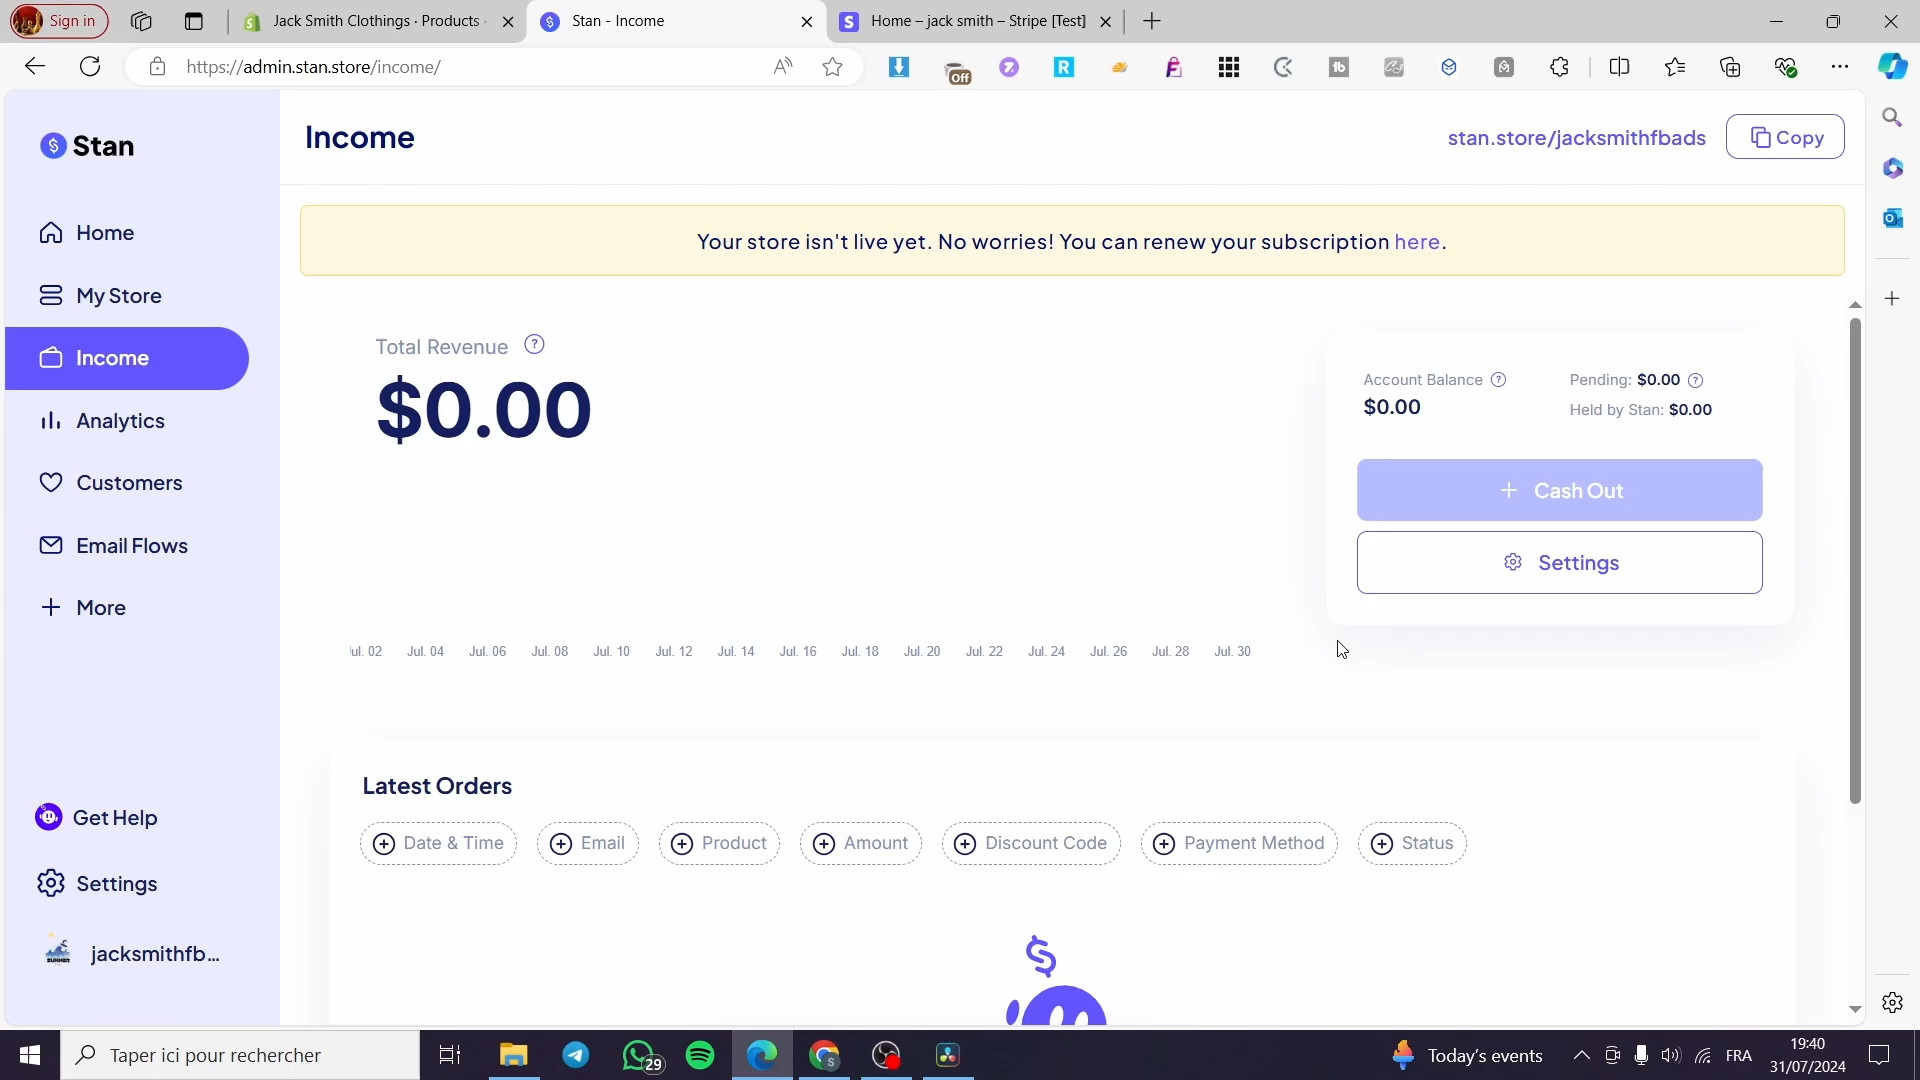 Sign in
Jack Smith Clothings · Products ·
Stan - Income
Home – jack smith – Stripe [Test]
https://admin.stan.store/income/
Off
Stan
Income
stan.store/jacksmithfbads
Copy
Your store isn't live yet. No worries! You can renew your subscription here.
Home
My Store
Income
Analytics
Customers
Email Flows
More
Get Help
Settings
jacksmithfb...
Total Revenue
$0.00
Account Balance
$0.00
Pending: $0.00
Held by Stan: $0.00
Cash Out
Settings
ul. 02 Jul. 04 Jul. 06 Jul. 08 Jul. 10 Jul. 12 Jul. 14 Jul. 16 Jul. 18 Jul. 20 Jul. 22 Jul. 24 Jul. 26 Jul. 28 Jul. 30
Latest Orders
Date & Time
Email
Product
Amount
Discount Code
Payment Method
Status
Taper ici pour rechercher
29
Today's events
FRA
19:40
31/07/2024